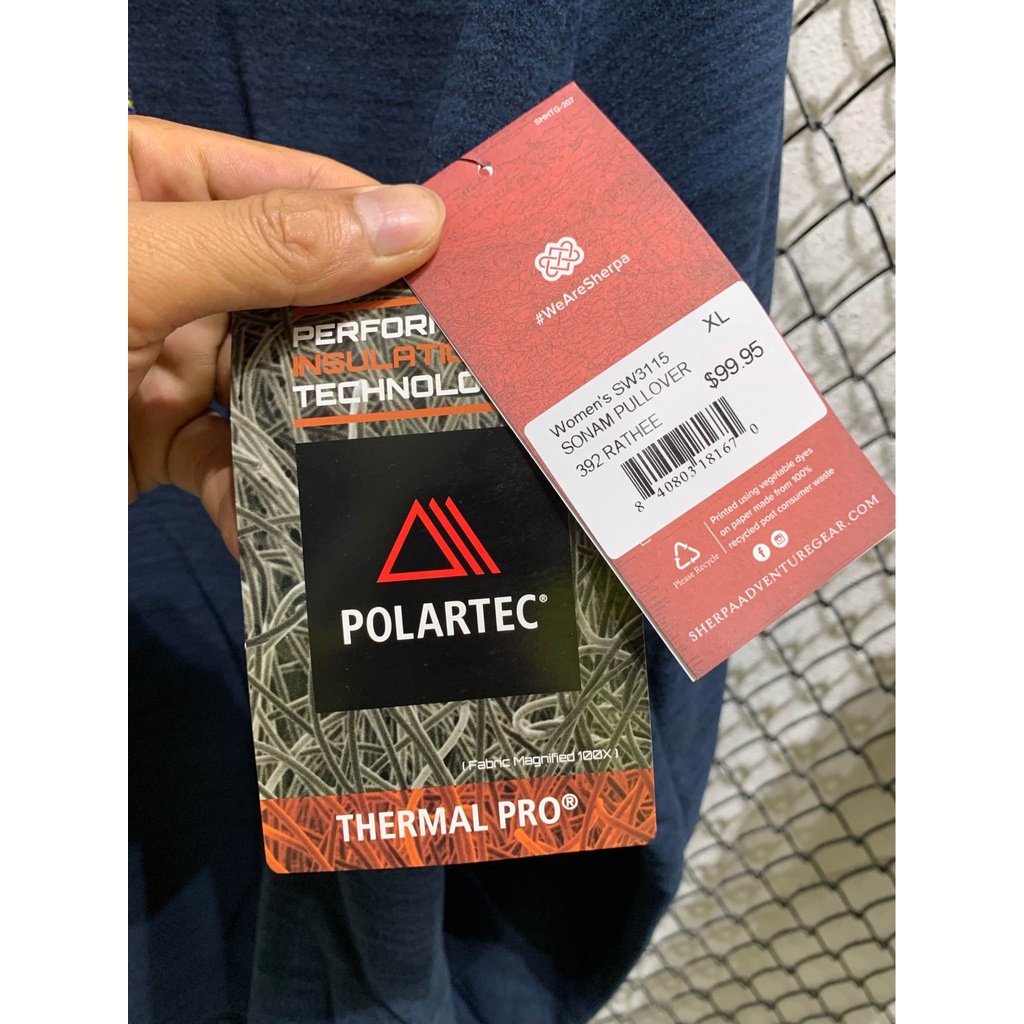 SHHTG-207
#WeAreSherpa
XL
Women's SW3115
SONAM PULLOVER
$99.95
392 RATHEE
8 40803 18167 0
Please Recycle
Printed using vegetable dyes
on paper made from 100%
recycled post consumer waste
SHERPAADVENTUREGEAR.COM
INSULATI
TECHNOLO
POLARTEC®
( Fabric Magnified 100X )
THERMAL PRO®